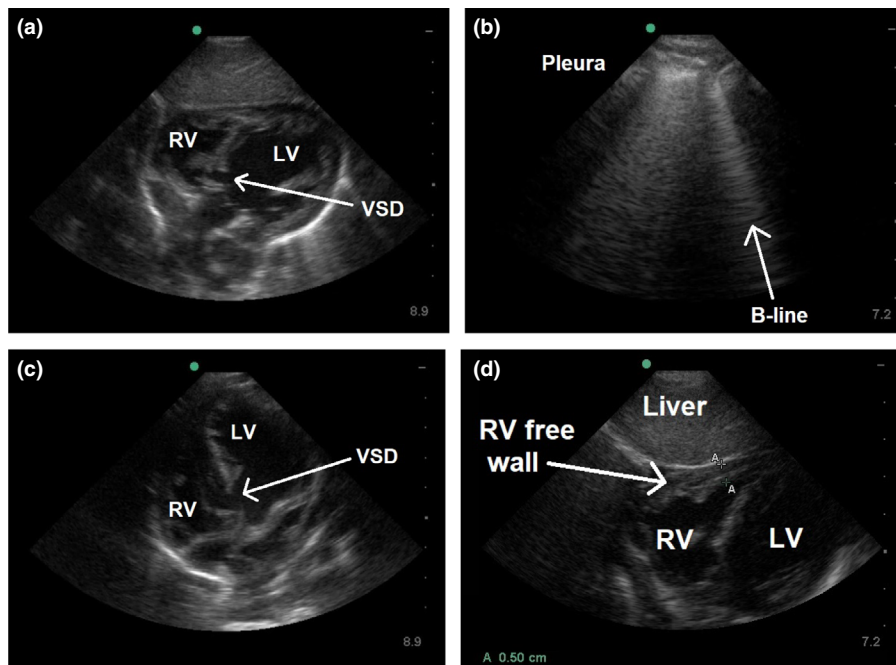 (a)
RV
LV
VSD
8.9
(b)
Pleura
B-line
7.2
(c)
LV
VSD
RV
8.9
(d)
Liver
RV free
wall
A
A
RV
LV
7.2
A 0.50 cm